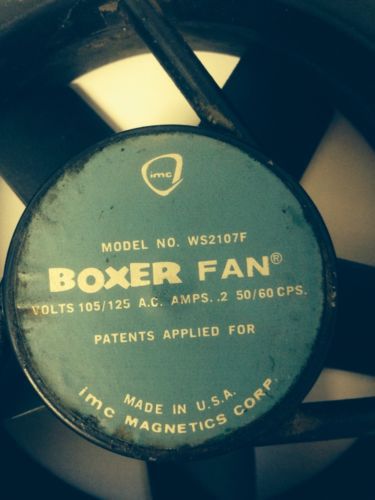 imc
MODEL NO. WS2107F
BOXER FAN®
VOLTS 105/125 A.C. AMPS. .2 50/60 CPS.
PATENTS APPLIED FOR
MADE IN U.S.A.
imc MAGNETICS CORP.